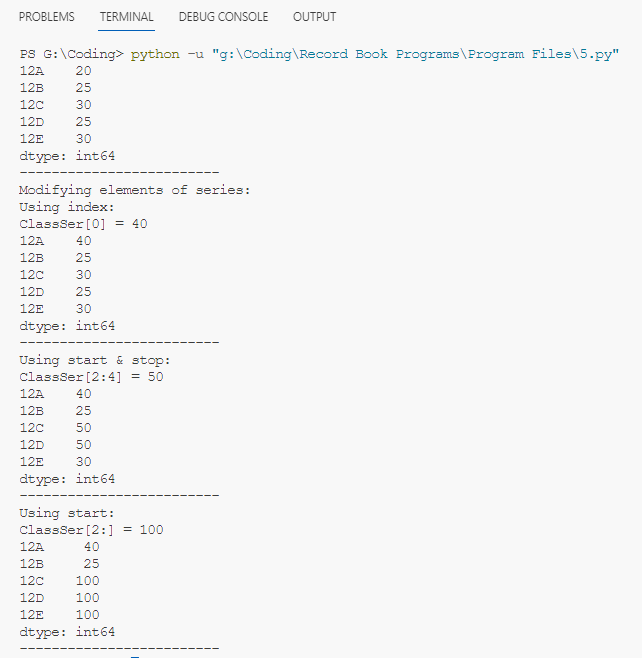 PROBLEMS TERMINAL DEBUG CONSOLE OUTPUT
PS G:\Coding> python -u "g:\Coding\Record Book Programs\Program Files\5.py"
12A    20
12B    25
12C    30
12D    25
12E    30
dtype: int64
-------------------------
Modifying elements of series:
Using index:
ClassSer[0] = 40
12A    40
12B    25
12C    30
12D    25
12E    30
dtype: int64
-------------------------
Using start & stop:
ClassSer[2:4] = 50
12A    40
12B    25
12C    50
12D    50
12E    30
dtype: int64
-------------------------
Using start:
ClassSer[2:] = 100
12A     40
12B     25
12C    100
12D    100
12E    100
dtype: int64
-------------------------